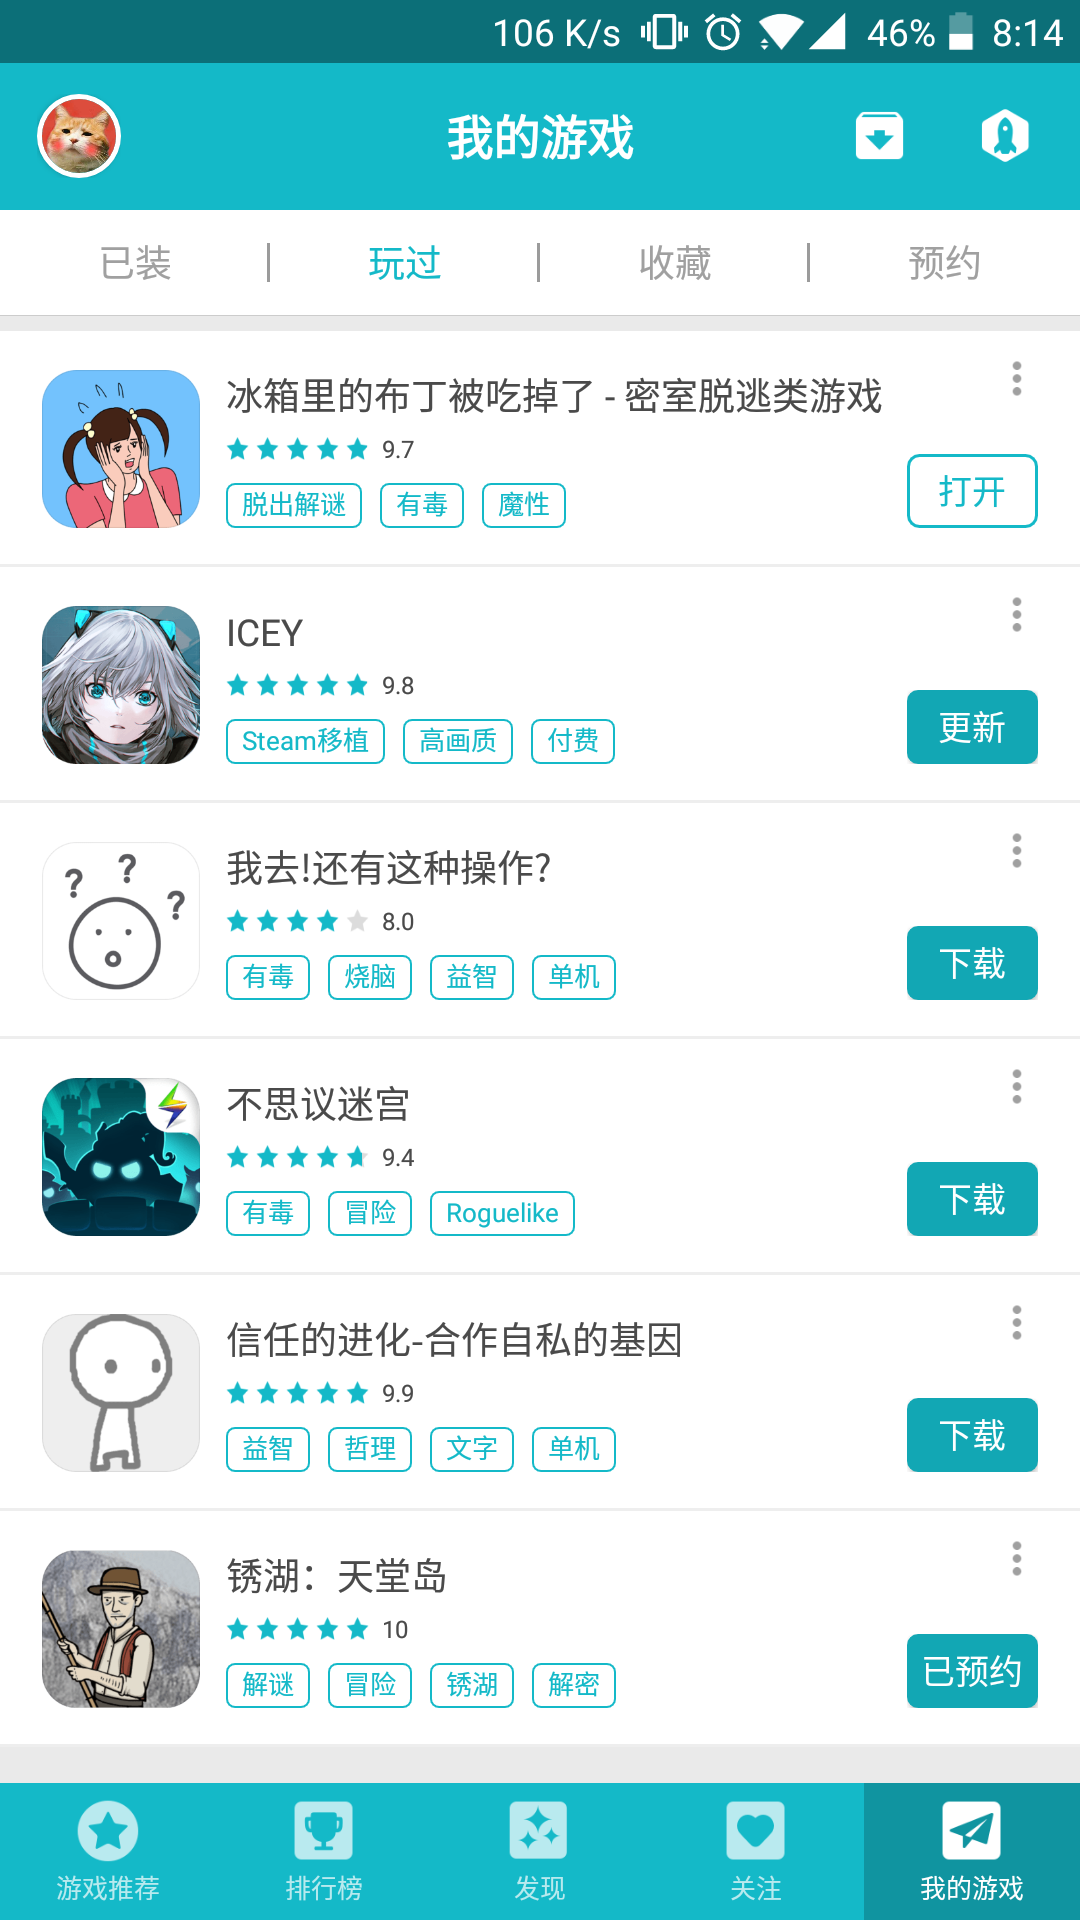 106 K/s 46% 8:14
我的游戏
已装 玩过 收藏 预约
冰箱里的布丁被吃掉了 - 密室脱逃类游戏
9.7
脱出解谜 有毒 魔性
打开
ICEY
9.8
Steam移植 高画质 付费
更新
? ? ?
我去!还有这种操作?
8.0
有毒 烧脑 益智 单机
下载
不思议迷宫
9.4
有毒 冒险 Roguelike
下载
信任的进化-合作自私的基因
9.9
益智 哲理 文字 单机
下载
锈湖：天堂岛
10
解谜 冒险 锈湖 解密
已预约
游戏推荐 排行榜 发现 关注 我的游戏